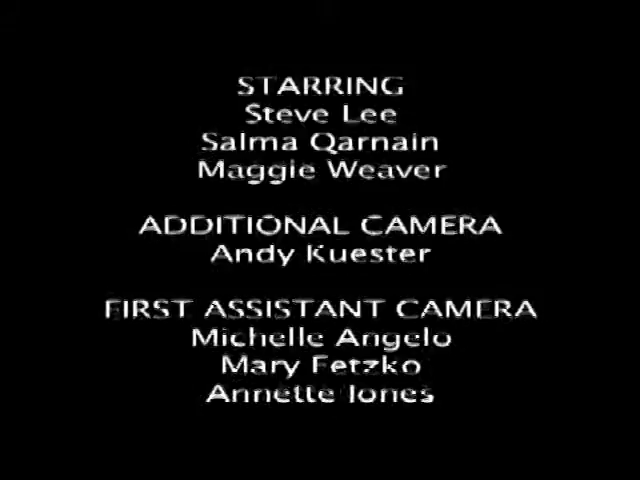 STARRING
Steve Lee
Salma Qarnain
Maggie Weaver
ADDITIONAL CAMERA
Andy Kuester
FIRST ASSISTANT CAMERA
Michelle Angelo
Mary Fetzko
Annette Jones